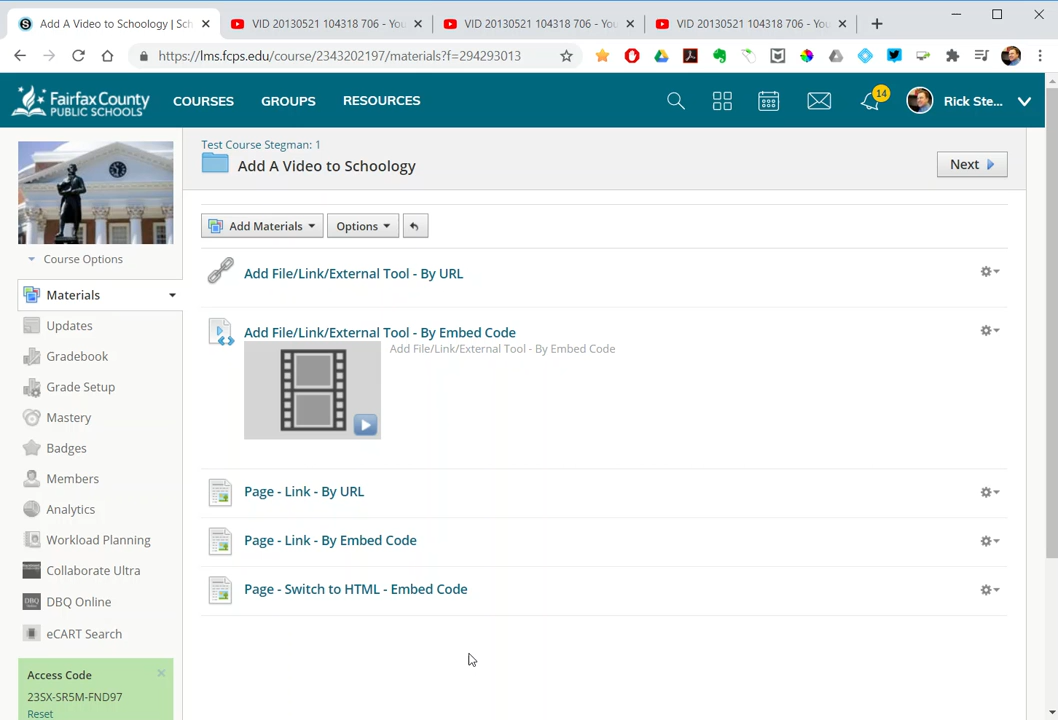 Add A Video to Schoology | Sch
VID 20130521 104318 706 - You
VID 20130521 104318 706 - You
VID 20130521 104318 706 - You
https://lms.fcps.edu/course/2343202197/materials?f=294293013
Fairfax County
PUBLIC SCHOOLS
COURSES
GROUPS
RESOURCES
14
Rick Ste...
Test Course Stegman: 1
Add A Video to Schoology
Next
Course Options
Add Materials
Options
Materials
Updates
Gradebook
Grade Setup
Mastery
Badges
Members
Analytics
Workload Planning
Collaborate Ultra
DBQ
DBQ Online
eCART Search
Access Code
23SX-SR5M-FND97
Reset
Add File/Link/External Tool - By URL
Add File/Link/External Tool - By Embed Code
Add File/Link/External Tool - By Embed Code
Page - Link - By URL
Page - Link - By Embed Code
Page - Switch to HTML - Embed Code